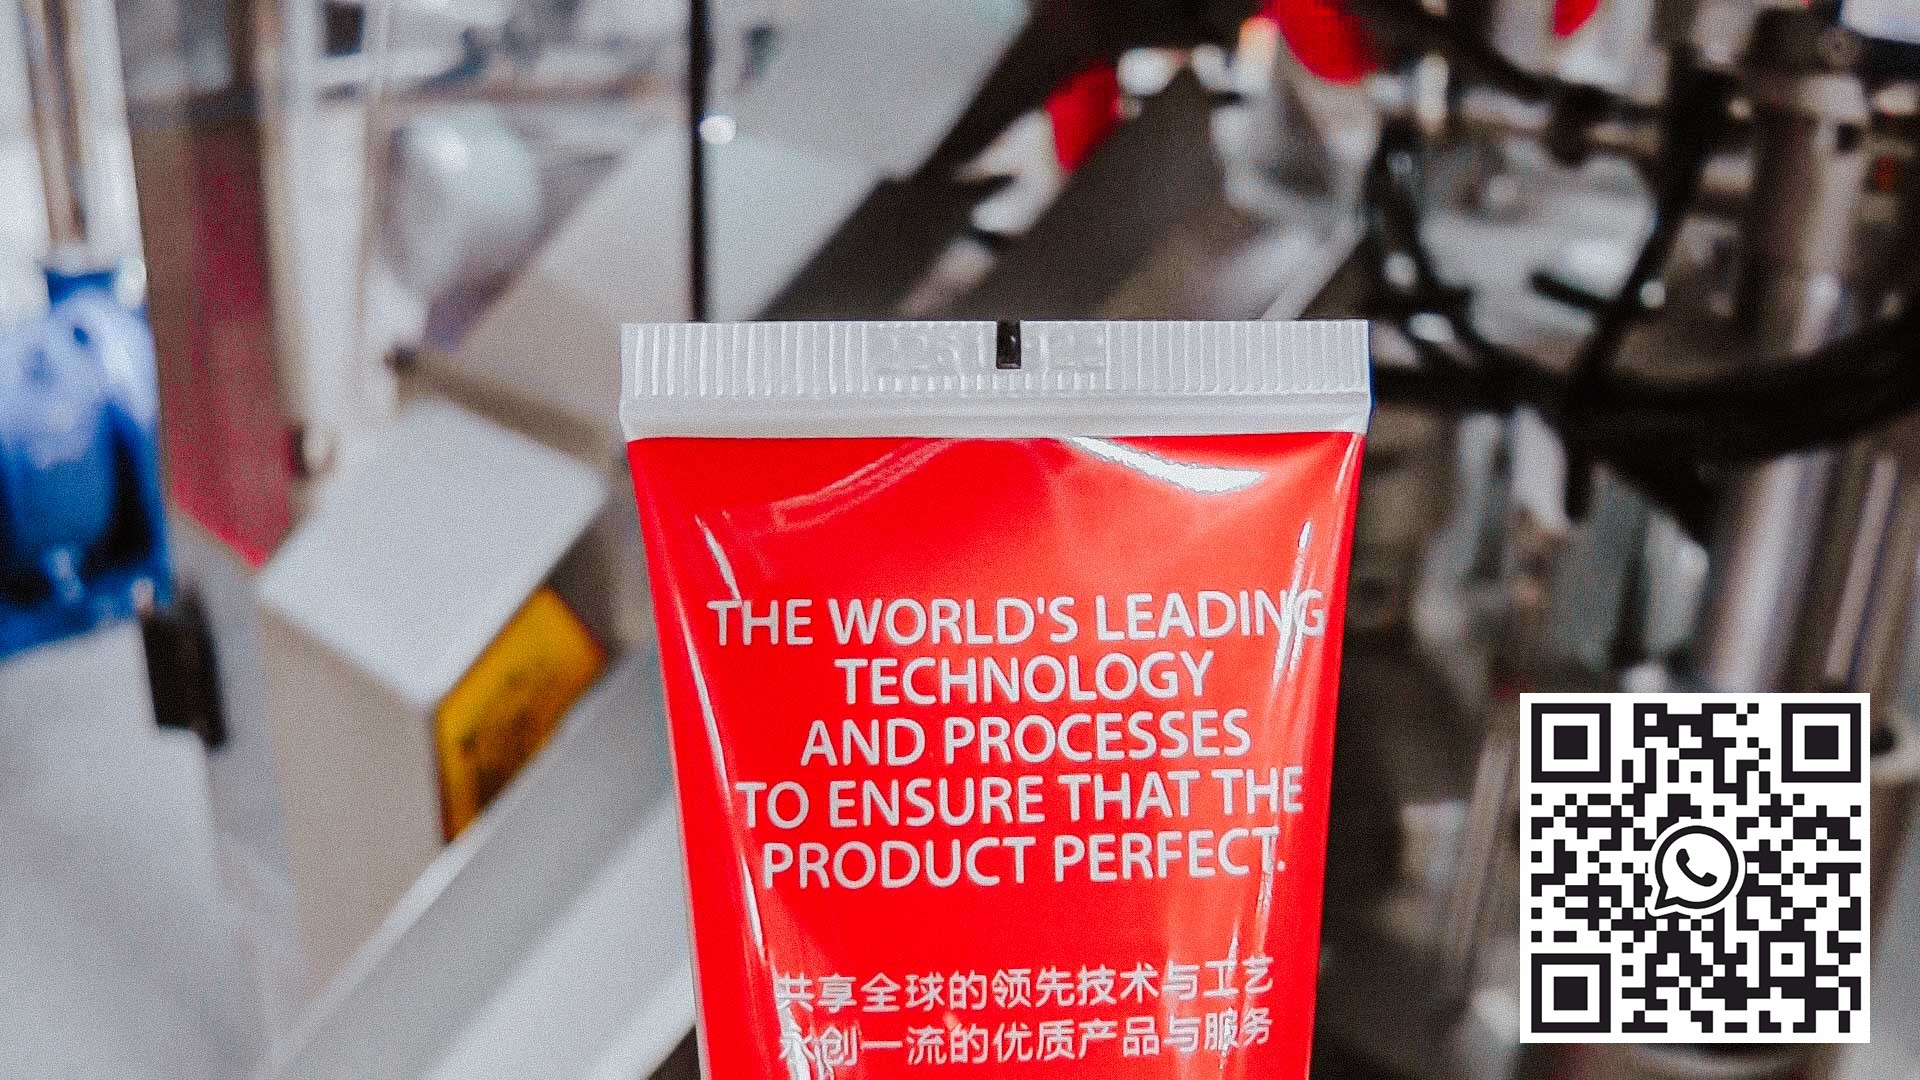 THE WORLD'S LEADING
TECHNOLOGY
AND PROCESSES
TO ENSURE THAT THE
PRODUCT PERFECT.
共享全球的领先技术与工艺
永创一流的优质产品与服务